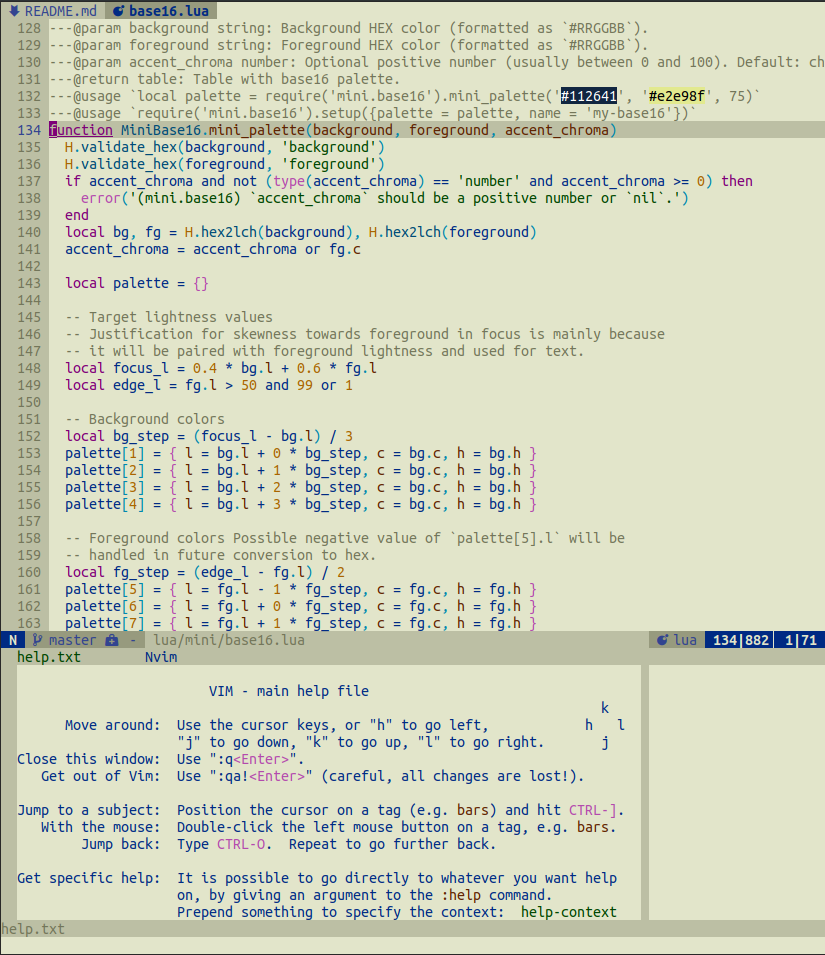 README.md base16.lua
128 ---@param background string: Background HEX color (formatted as `#RRGGBB`).
129 ---@param foreground string: Foreground HEX color (formatted as `#RRGGBB`).
130 ---@param accent_chroma number: Optional positive number (usually between 0 and 100). Default: ch
131 ---@return table: Table with base16 palette.
132 ---@usage `local palette = require('mini.base16').mini_palette('#112641', '#e2e98f', 75)`
133 ---@usage `require('mini.base16').setup({palette = palette, name = 'my-base16'})`
134 function MiniBase16.mini_palette(background, foreground, accent_chroma)
135   H.validate_hex(background, 'background')
136   H.validate_hex(foreground, 'foreground')
137   if accent_chroma and not (type(accent_chroma) == 'number' and accent_chroma >= 0) then
138     error('(mini.base16) `accent_chroma` should be a positive number or `nil`.')
139   end
140   local bg, fg = H.hex2lch(background), H.hex2lch(foreground)
141   accent_chroma = accent_chroma or fg.c
142
143   local palette = {}
144
145   -- Target lightness values
146   -- Justification for skewness towards foreground in focus is mainly because
147   -- it will be paired with foreground lightness and used for text.
148   local focus_l = 0.4 * bg.l + 0.6 * fg.l
149   local edge_l = fg.l > 50 and 99 or 1
150
151   -- Background colors
152   local bg_step = (focus_l - bg.l) / 3
153   palette[1] = { l = bg.l + 0 * bg_step, c = bg.c, h = bg.h }
154   palette[2] = { l = bg.l + 1 * bg_step, c = bg.c, h = bg.h }
155   palette[3] = { l = bg.l + 2 * bg_step, c = bg.c, h = bg.h }
156   palette[4] = { l = bg.l + 3 * bg_step, c = bg.c, h = bg.h }
157
158   -- Foreground colors Possible negative value of `palette[5].l` will be
159   -- handled in future conversion to hex.
160   local fg_step = (edge_l - fg.l) / 2
161   palette[5] = { l = fg.l - 1 * fg_step, c = fg.c, h = fg.h }
162   palette[6] = { l = fg.l + 0 * fg_step, c = fg.c, h = fg.h }
163   palette[7] = { l = fg.l + 1 * fg_step, c = fg.c, h = fg.h }
N master - lua/mini/base16.lua lua 134|882 1|71
help.txt        Nvim
VIM - main help file
k
Move around:  Use the cursor keys, or "h" to go left,            h   l
"j" to go down, "k" to go up, "l" to go right.       j
Close this window:  Use ":q<Enter>".
Get out of Vim:  Use ":qa!<Enter>" (careful, all changes are lost!).
Jump to a subject:  Position the cursor on a tag (e.g. bars) and hit CTRL-].
With the mouse:  Double-click the left mouse button on a tag, e.g. bars.
Jump back:  Type CTRL-O.  Repeat to go further back.
Get specific help:  It is possible to go directly to whatever you want help
on, by giving an argument to the :help command.
Prepend something to specify the context:  help-context
help.txt